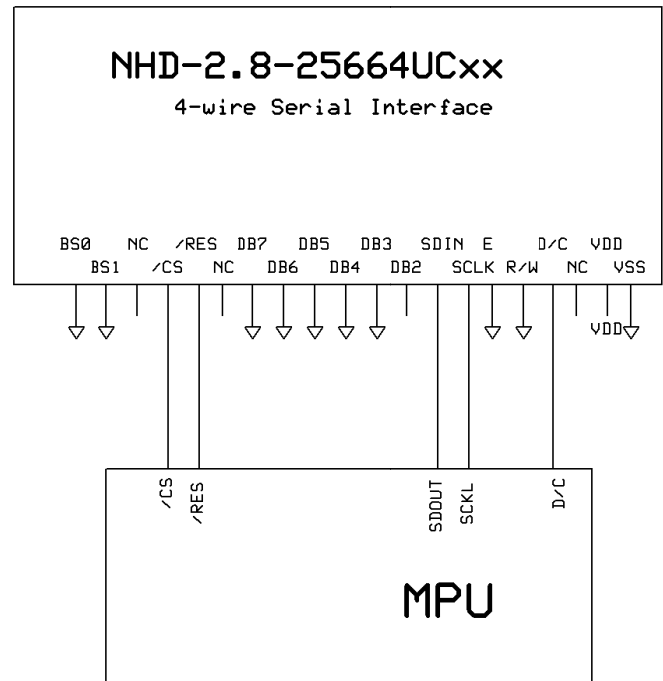 NHD-2.8-25664UCxx
4-wire Serial Interface
BS0 NC /RES DB7 DB5 DB3 SDIN E D/C VDD
BS1 /CS NC DB6 DB4 DB2 SCLK R/W NC VSS
VDD
/CS /RES SDOUT SCKL D/C
MPU